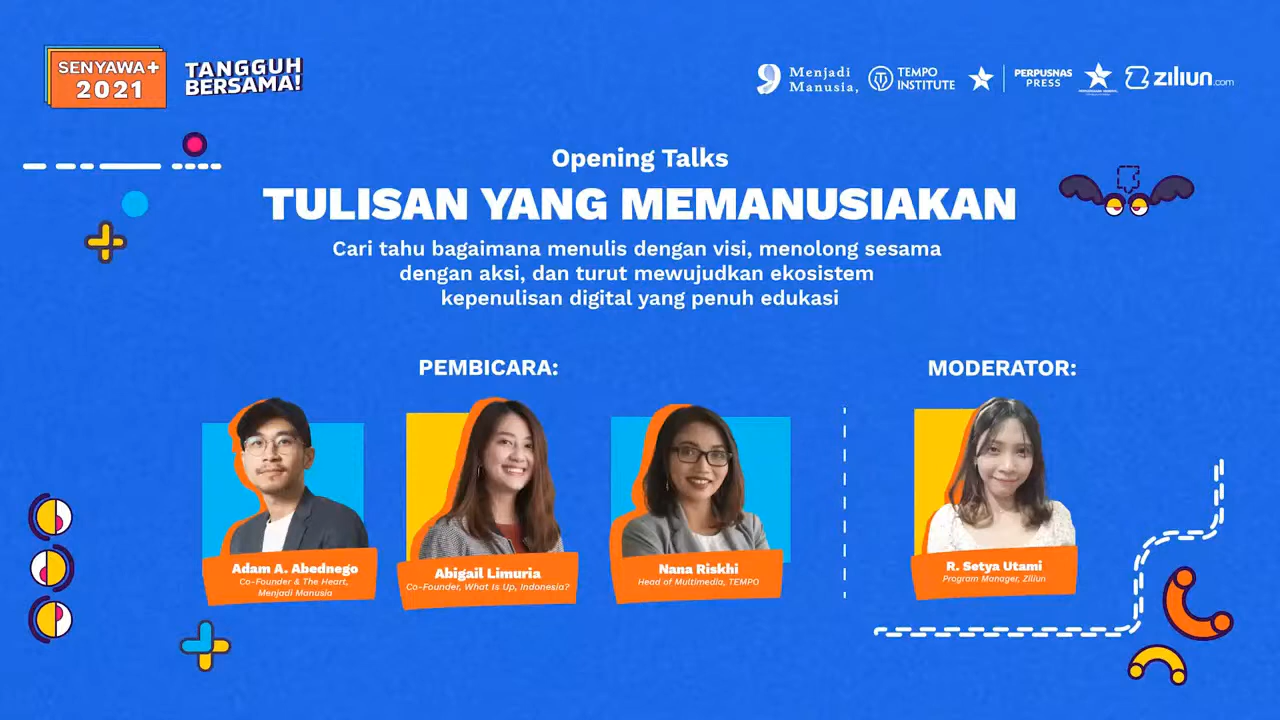 SENYAWA+
2021
TANGGUH
BERSAMA!
Menjadi
Manusia,
TEMPO
INSTITUTE
PERPUSNAS
PRESS
ziliun.com
Opening Talks
TULISAN YANG MEMANUSIAKAN
Cari tahu bagaimana menulis dengan visi, menolong sesama
dengan aksi, dan turut mewujudkan ekosistem
kepenulisan digital yang penuh edukasi
PEMBICARA:
MODERATOR:
Adam A. Abednego
Co-Founder & The Heart,
Menjadi Manusia
Abigail Limuria
Co-Founder, What Is Up, Indonesia?
Nana Riskhi
Head of Multimedia, TEMPO
R. Setya Utami
Program Manager, Ziliun